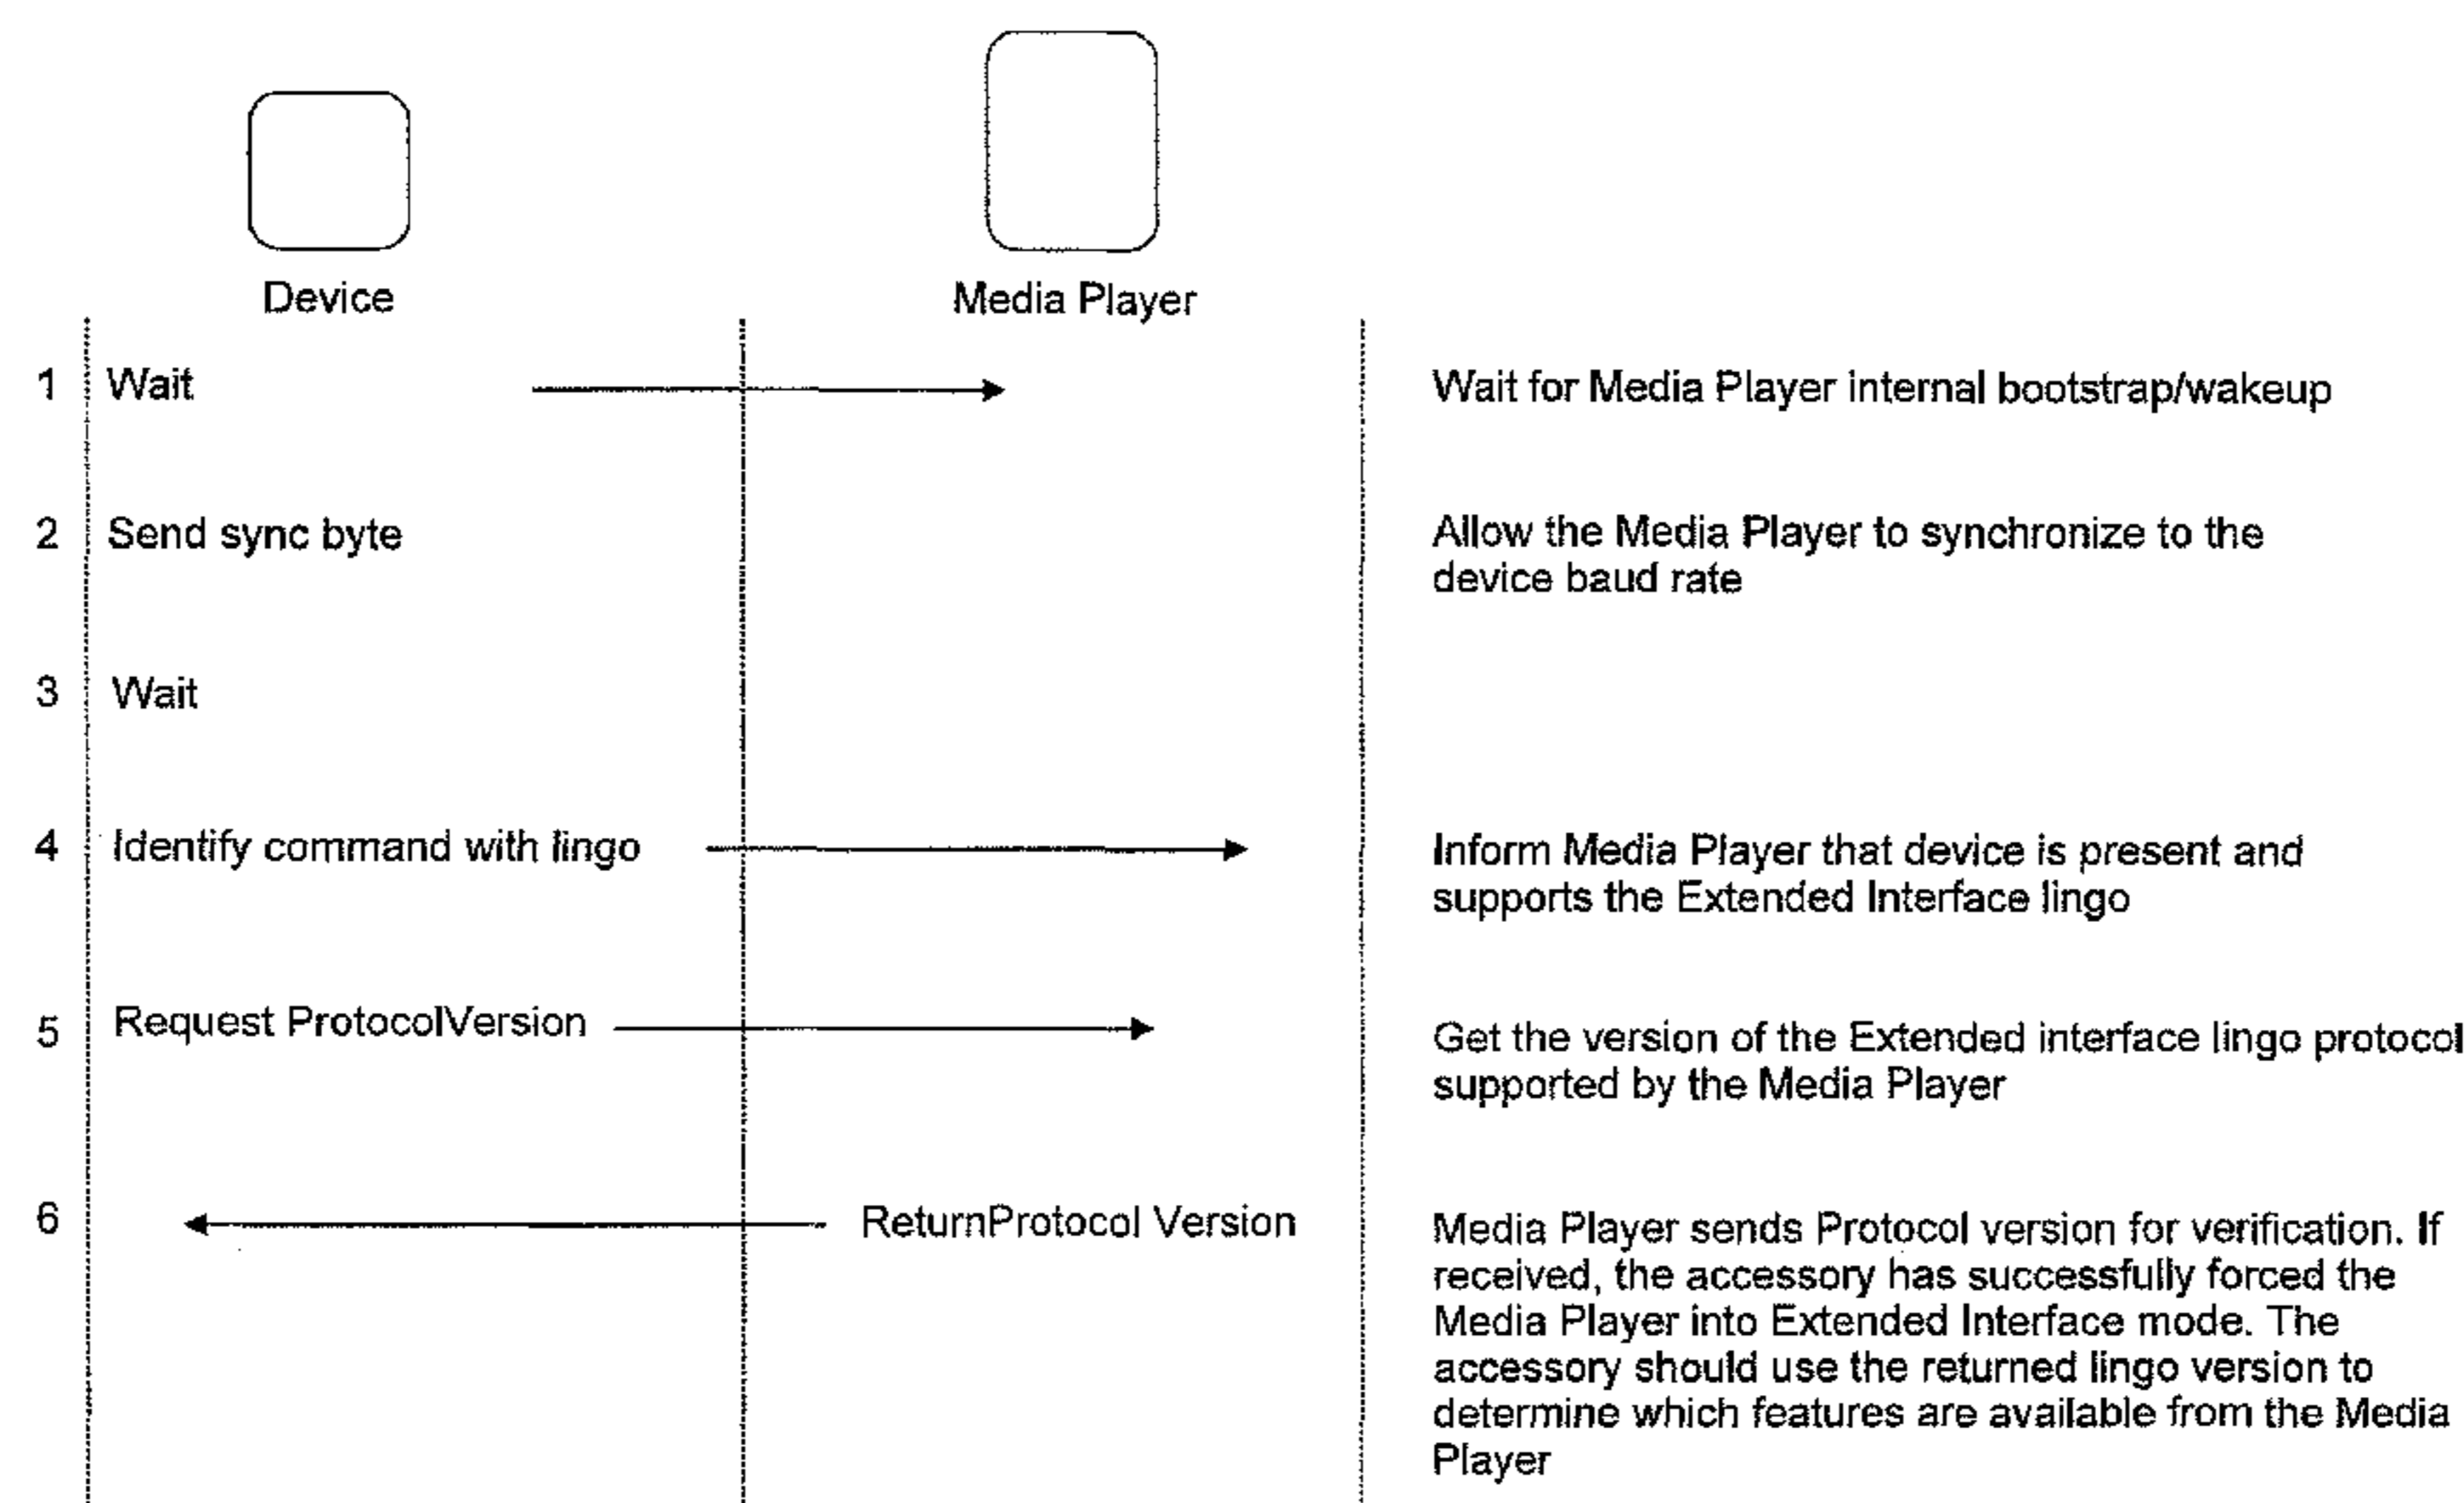 Device
Media Player
1 Wait
Wait for Media Player internal bootstrap/wakeup
2 Send sync byte
Allow the Media Player to synchronize to the
device baud rate
3 Wait
4 Identify command with lingo
Inform Media Player that device is present and
supports the Extended Interface lingo
5 Request ProtocolVersion
Get the version of the Extended interface lingo protocol
supported by the Media Player
6 ReturnProtocol Version
Media Player sends Protocol version for verification. If
received, the accessory has successfully forced the
Media Player into Extended Interface mode. The
accessory should use the returned lingo version to
determine which features are available from the Media
Player